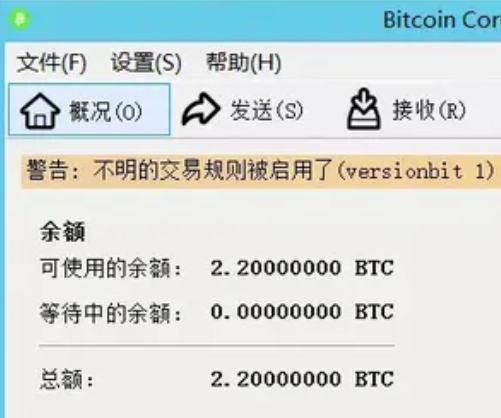 Bitcoin Cor
文件(F) 设置(S) 帮助(H)
概况(O) 发送(S) 接收(R)
警告: 不明的交易规则被启用了(versionbit 1)
余额
可使用的余额: 2.20000000 BTC
等待中的余额: 0.00000000 BTC
总额: 2.20000000 BTC